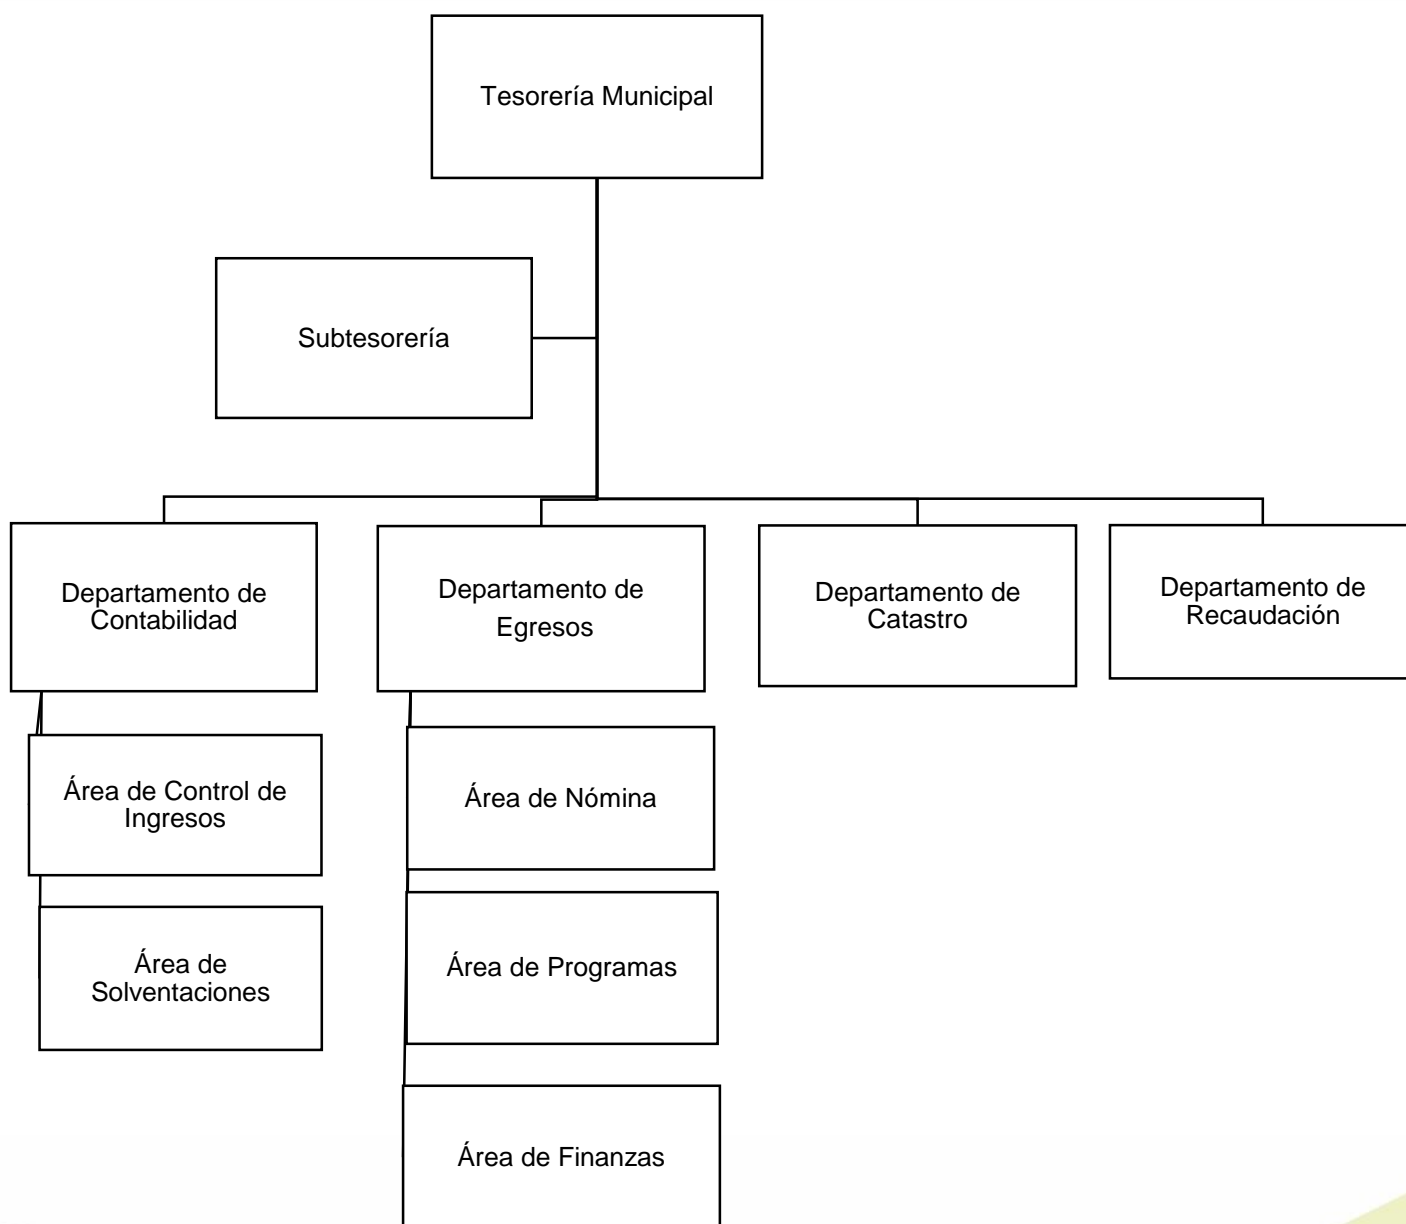 Tesorería Municipal
Subtesorería
Departamento de
Contabilidad
Departamento de
Egresos
Departamento de
Catastro
Departamento de
Recaudación
Área de Control de
Ingresos
Área de Nómina
Área de Programas
Área de
Solventaciones
Área de Finanzas